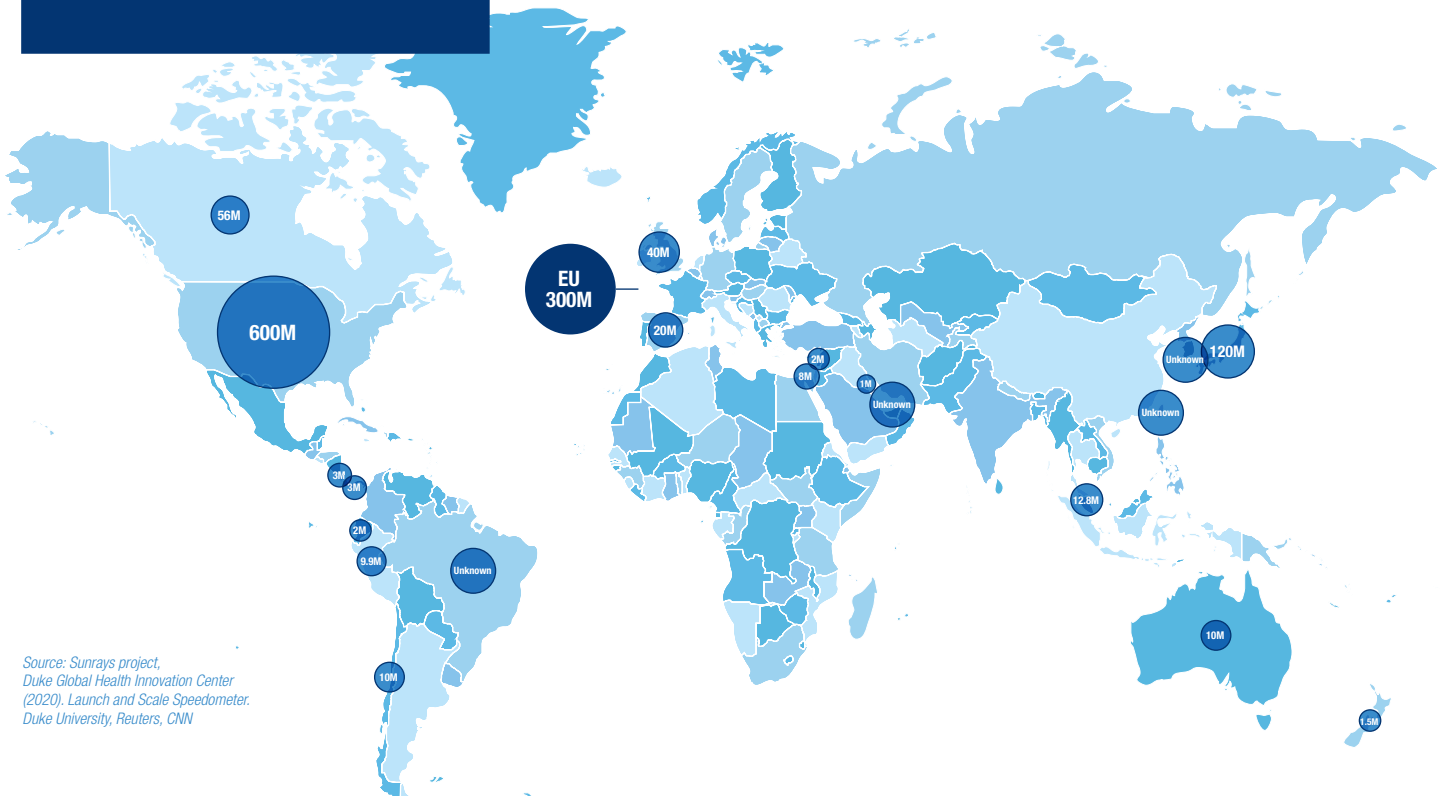 56M
40M
EU
300M
600M
20M
2M
Unknown
120M
8M
1M
Unknown
Unknown
3M
3M
12.8M
2M
9.9M
Unknown
10M
Source: Sunrays project,
Duke Global Health Innovation Center
(2020). Launch and Scale Speedometer.
Duke University, Reuters, CNN
10M
1.5M